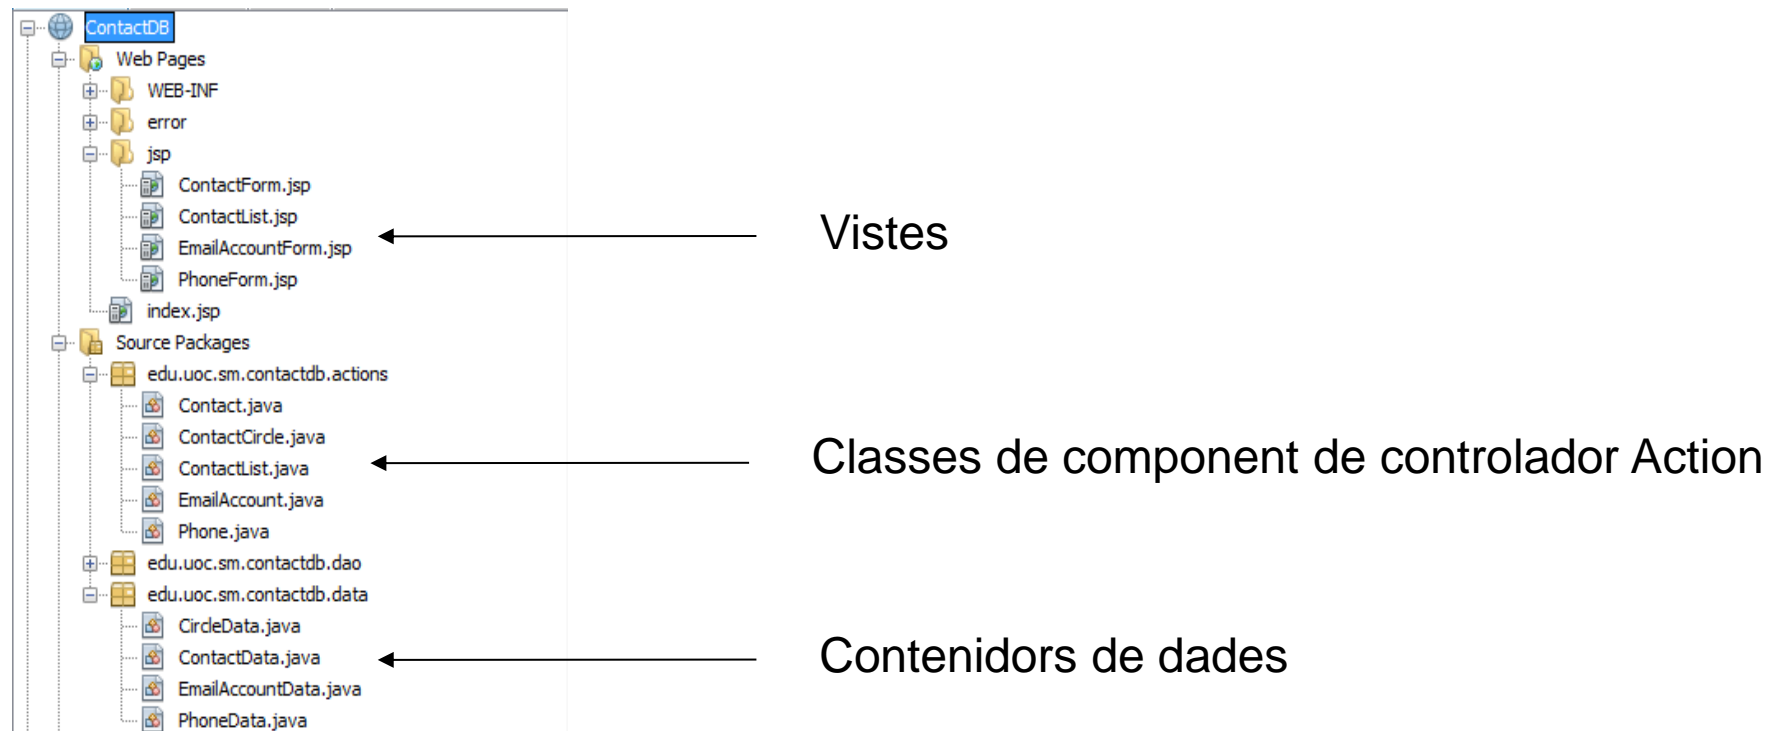 ContactDB
Web Pages
WEB-INF
error
jsp
ContactForm.jsp
ContactList.jsp
EmailAccountForm.jsp
PhoneForm.jsp
index.jsp
Source Packages
edu.uoc.sm.contactdb.actions
Contact.java
ContactCircle.java
ContactList.java
EmailAccount.java
Phone.java
edu.uoc.sm.contactdb.dao
edu.uoc.sm.contactdb.data
CircleData.java
ContactData.java
EmailAccountData.java
PhoneData.java
Vistes
Classes de component de controlador Action
Contenidors de dades